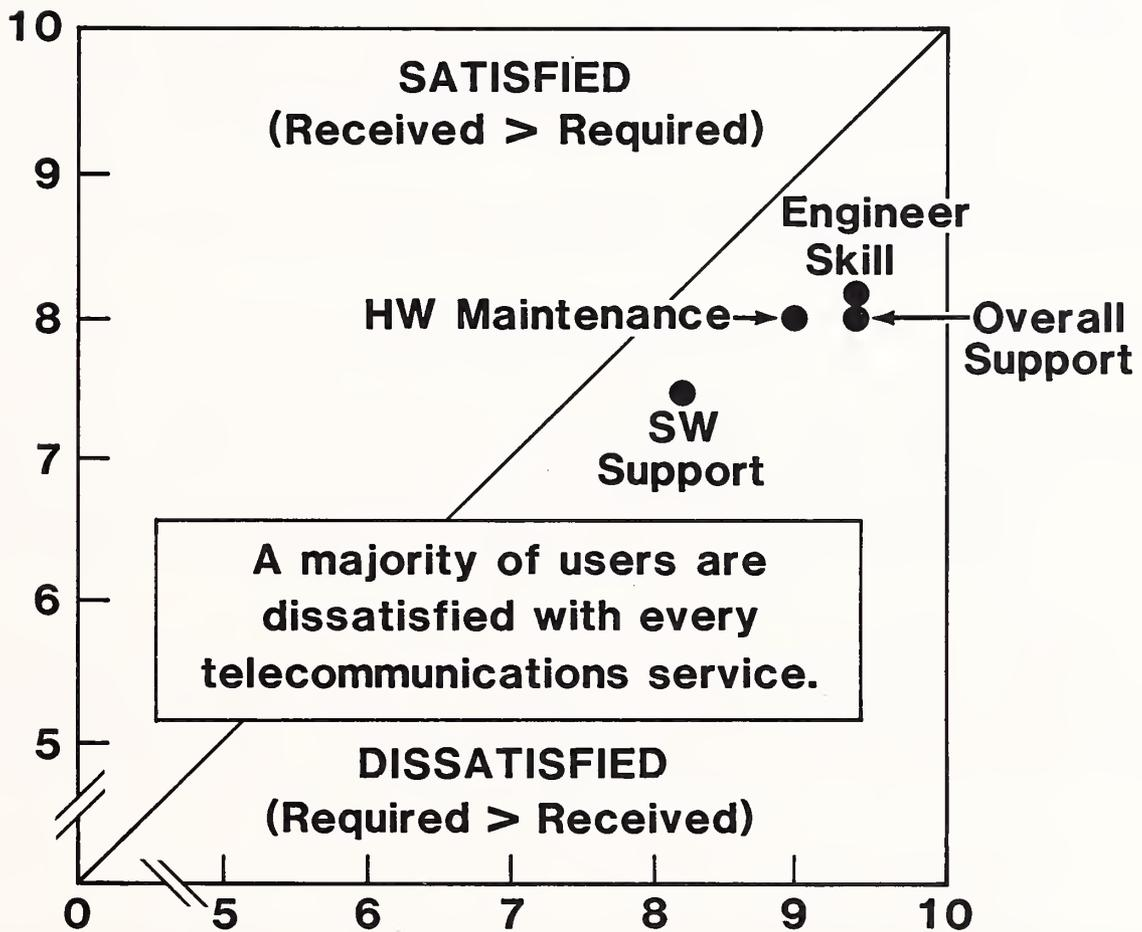 10
SATISFIED
(Received > Required)
9
Engineer
Skill
8
HW Maintenance
Overall
Support
SW
Support
7
A majority of users are
dissatisfied with every
telecommunications service.
6
5
DISSATISFIED
(Required > Received)
0 5 6 7 8 9 10